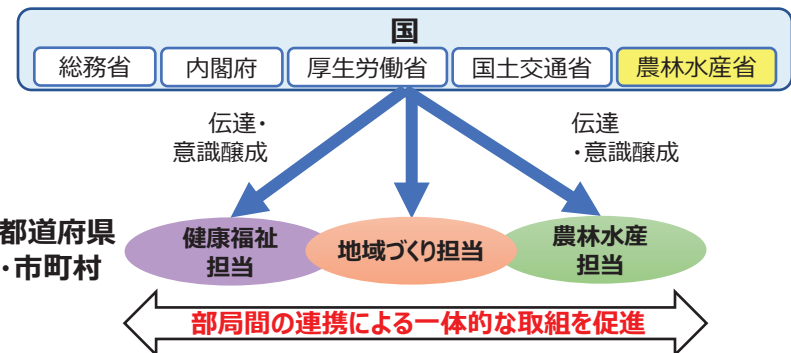 国
総務省 内閣府 厚生労働省 国土交通省 農林水産省
伝達・
意識醸成
伝達
・意識醸成
都道府県
・市町村
健康福祉
担当
地域づくり担当
農林水産
担当
部局間の連携による一体的な取組を促進